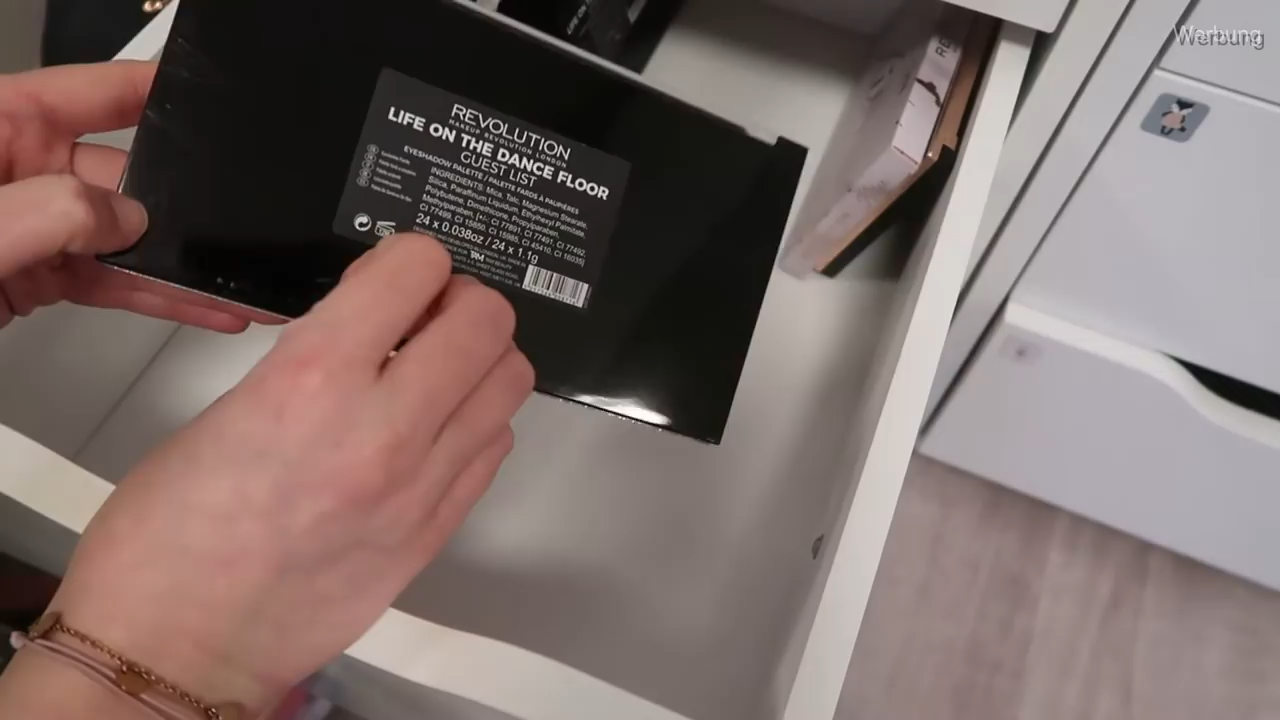 Werbung
REVOLUTION
MAKEUP REVOLUTION LONDON
LIFE ON THE DANCE FLOOR
GUEST LIST
EYESHADOW PALETTE / PALETTE FARDS À PAUPIÈRES
INGREDIENTS: Mica, Talc, Magnesium Stearate,
Silica, Paraffinum Liquidum, Ethylhexyl Palmitate,
Polybutene, Dimethicone, Propylparaben,
Methylparaben, [+/-: CI 77891, CI 77491, CI 77492,
CI 77499, CI 15850, CI 15985, CI 45410, CI 16035]
24 x 0.038oz / 24 x 1.1g
TAM
RE